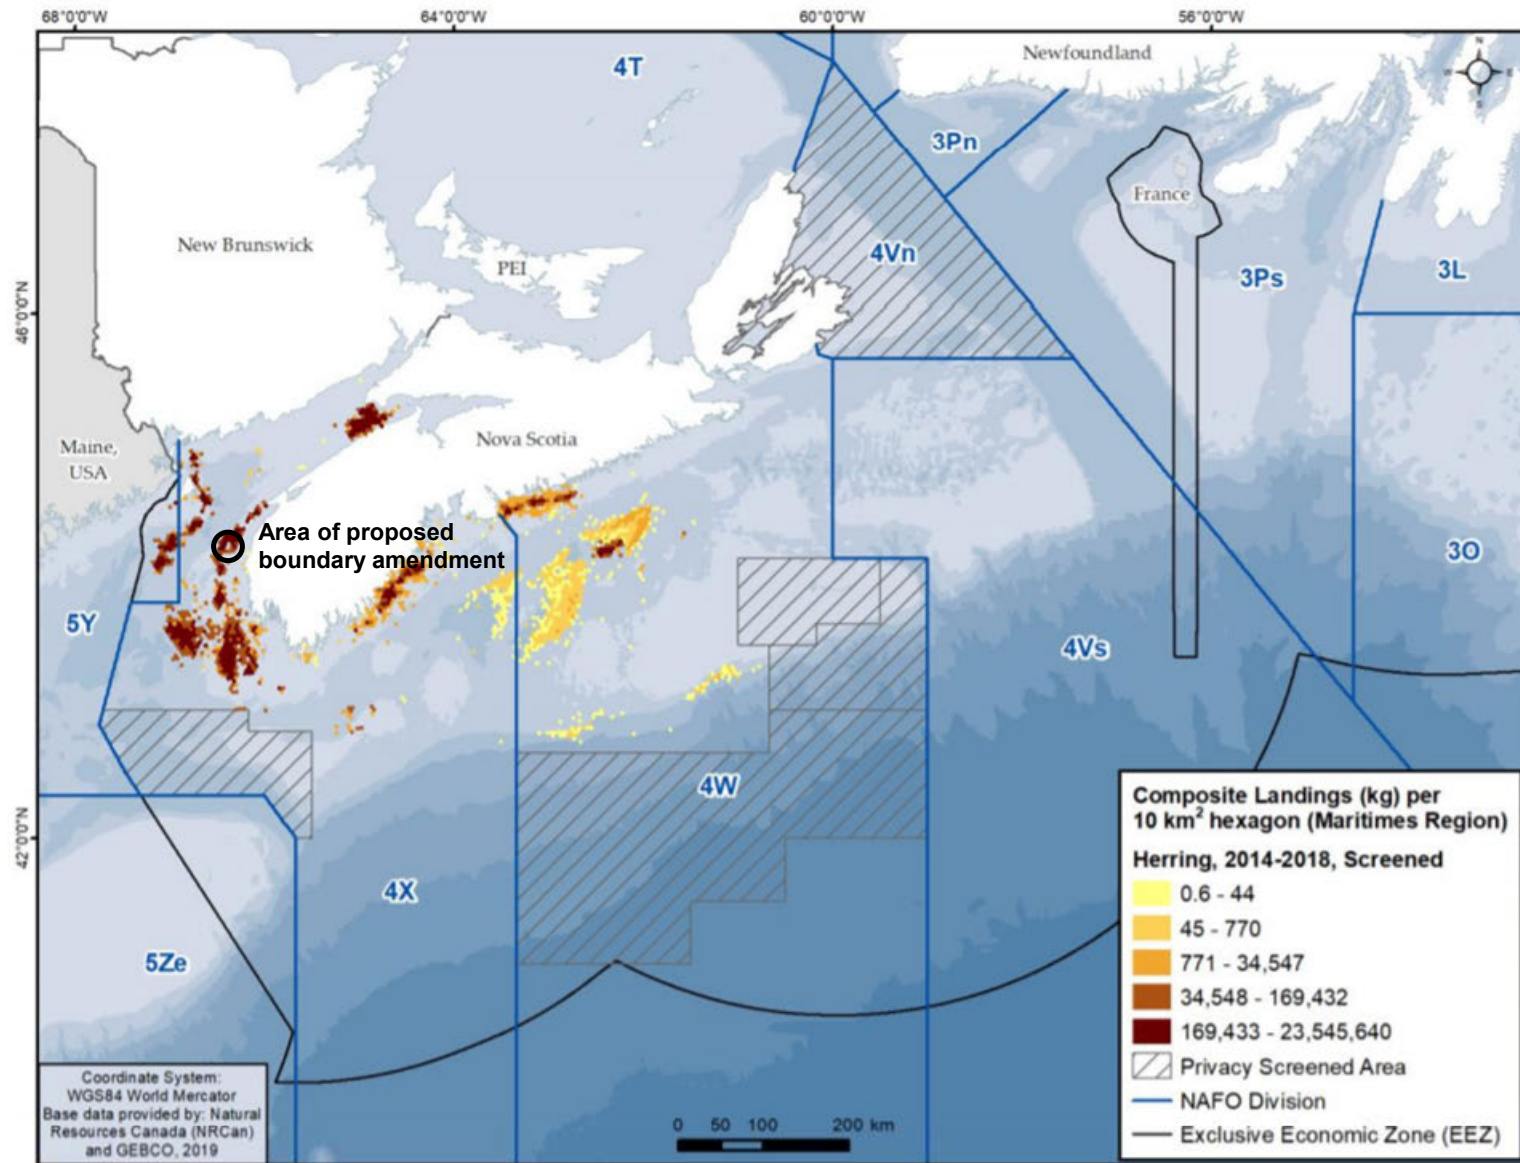 68°0'0"W
64°0'0"W
60°0'0"W
56°0'0"W
4T
Newfoundland
N
W
E
S
3Pn
France
New Brunswick
PEI
4Vn
3Ps
3L
46°0'0"N
Maine,
USA
Nova Scotia
Area of proposed
boundary amendment
3O
5Y
4Vs
4W
42°0'0"N
4X
5Ze
Composite Landings (kg) per
10 km² hexagon (Maritimes Region)
Herring, 2014-2018, Screened
0.6 - 44
45 - 770
771 - 34,547
34,548 - 169,432
169,433 - 23,545,640
Privacy Screened Area
NAFO Division
Exclusive Economic Zone (EEZ)
Coordinate System:
WGS84 World Mercator
Base data provided by: Natural
Resources Canada (NRCan)
and GEBCO, 2019
0 50 100 200 km